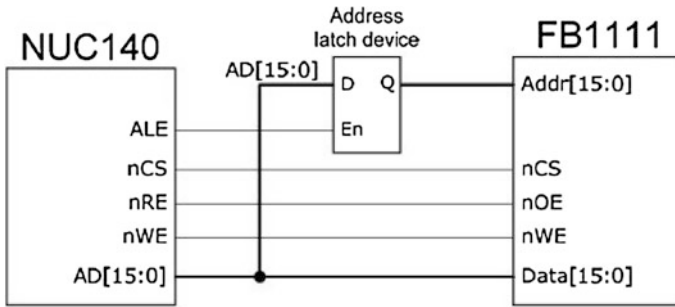 NUC140
Address
latch device
FB1111
AD[15:0]
D Q
Addr[15:0]
ALE
En
nCS
nCS
nRE
nOE
nWE
nWE
AD[15:0]
Data[15:0]